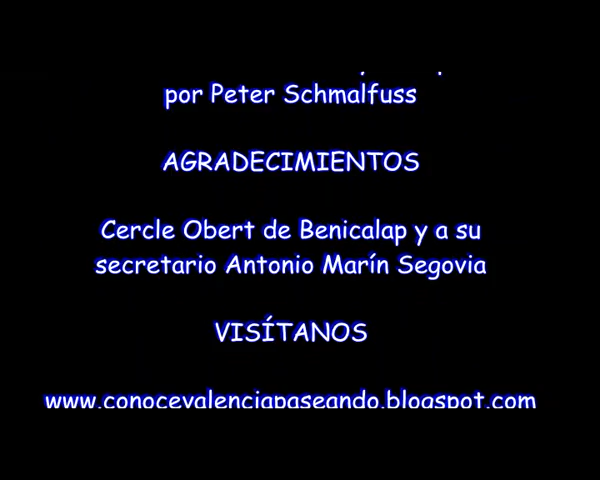 por Peter Schmalfuss
AGRADECIMIENTOS
Cercle Obert de Benicalap y a su
secretario Antonio Marín Segovia
VISÍTANOS
www.conocevalenciapaseando.blogspot.com